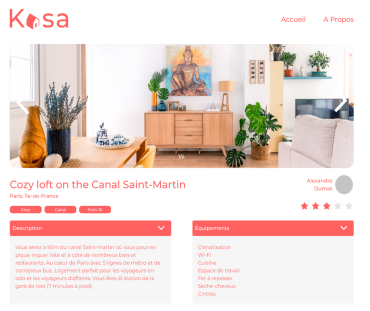 Kasa
Accueil A Propos
Cozy loft on the Canal Saint-Martin
Paris, Île-de-France
Alexandre
Dumas
Cozy Canal Paris 10
Description
Vous serez à 50m du canal Saint-martin où vous pourrez
pique-niquer l'été et à côté de nombreux bars et
restaurants. Au cœur de Paris avec 5 lignes de métro et de
nombreux bus. Logement parfait pour les voyageurs en
solo et les voyageurs d'affaires. Vous êtes à1 station de la
gare de l'est (7 minutes à pied).
Équipements
Climatisation
Wi-Fi
Cuisine
Espace de travail
Fer à repasser
Sèche-cheveux
Cintres